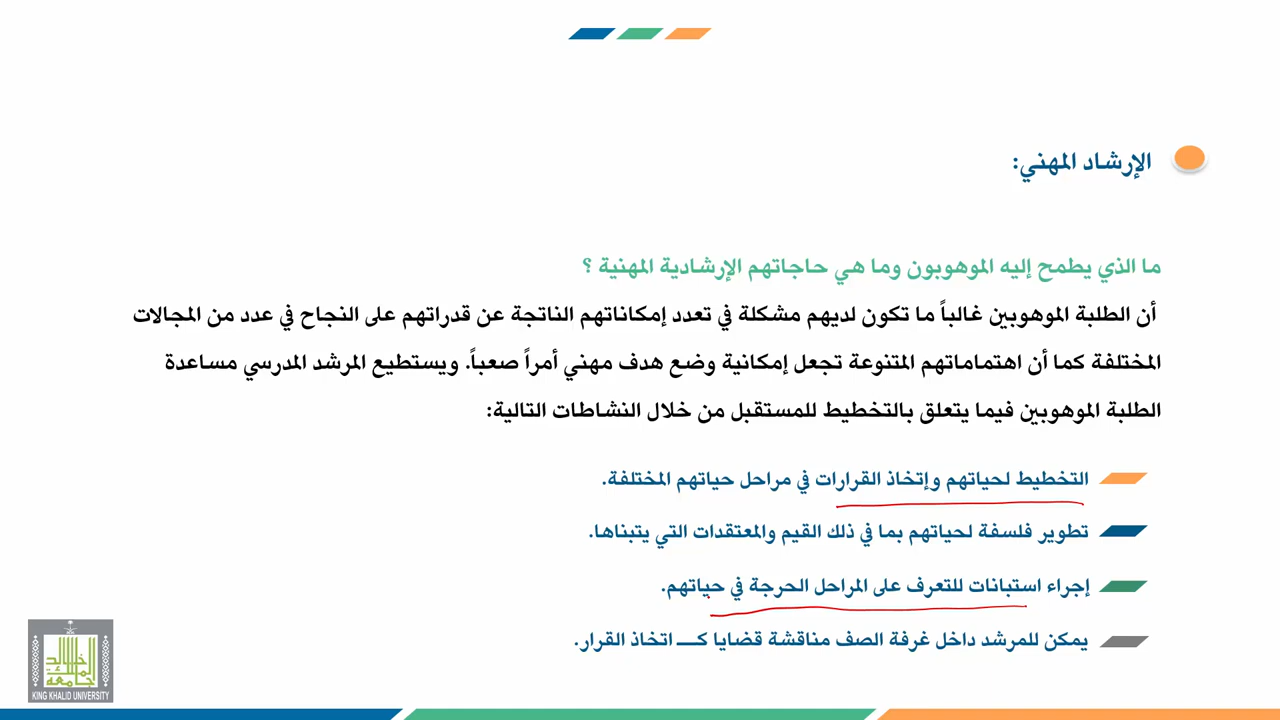 الإرشاد المهني:
ما الذي يطمح إليه الموهوبون وما هي حاجاتهم الإرشادية المهنية ؟
أن الطلبة الموهوبين غالباً ما تكون لديهم مشكلة في تعدد إمكاناتهم الناتجة عن قدراتهم على النجاح في عدد من المجالات
المختلفة كما أن اهتماماتهم المتنوعة تجعل إمكانية وضع هدف مهني أمراً صعباً. ويستطيع المرشد المدرسي مساعدة
الطلبة الموهوبين فيما يتعلق بالتخطيط للمستقبل من خلال النشاطات التالية:
التخطيط لحياتهم وإتخاذ القرارات في مراحل حياتهم المختلفة.
تطوير فلسفة لحياتهم بما في ذلك القيم والمعتقدات التي يتبناها.
إجراء استبانات للتعرف على المراحل الحرجة في حياتهم.
يمكن للمرشد داخل غرفة الصف مناقشة قضايا كـــ اتخاذ القرار.
جامعة الملك خالد
KING KHALID UNIVERSITY